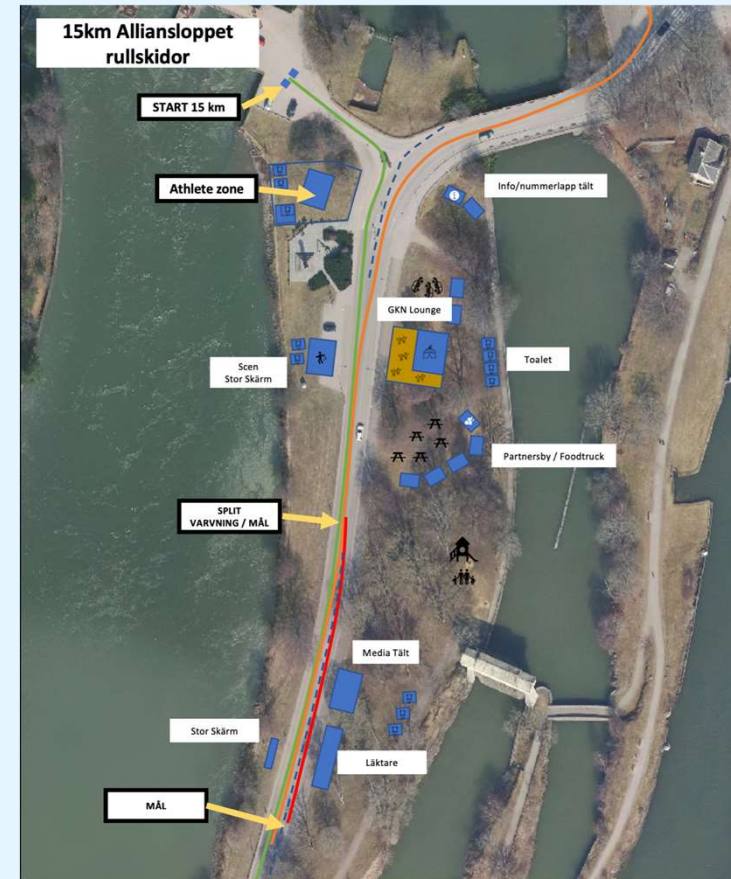 15km Alliansloppet
rullskidor
START 15 km
Athlete zone
Info/nummerlapp tält
GKN Lounge
Scen
Stor Skärm
Toalet
Partnersby / Foodtruck
SPLIT
VARVNING / MÅL
Media Tält
Stor Skärm
Läktare
MÅL